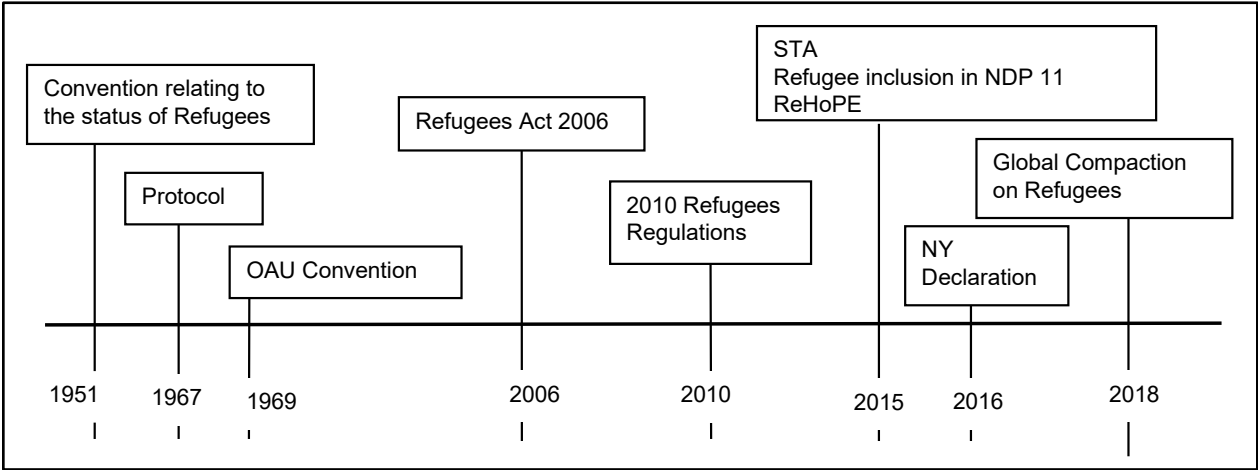 Convention relating to
the status of Refugees
Protocol
OAU Convention
Refugees Act 2006
2010 Refugees
Regulations
STA
Refugee inclusion in NDP 11
ReHoPE
NY
Declaration
Global Compaction
on Refugees
1951
1967
1969
2006
2010
2015
2016
2018